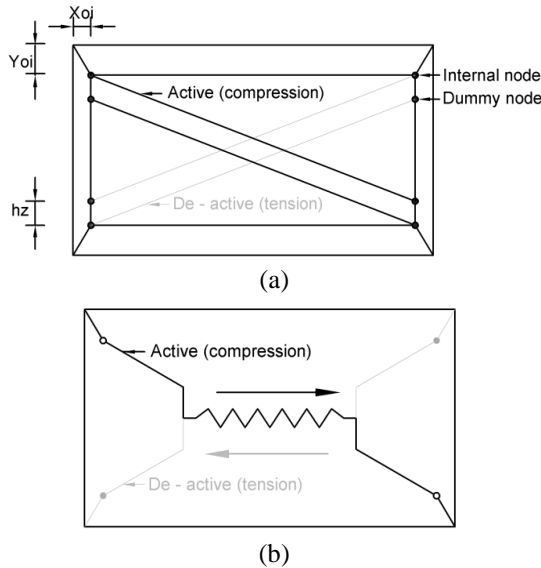 Xoi
Yoi
Internal node
Active (compression)
Dummy node
hz
De - active (tension)
(a)
Active (compression)
De - active (tension)
(b)